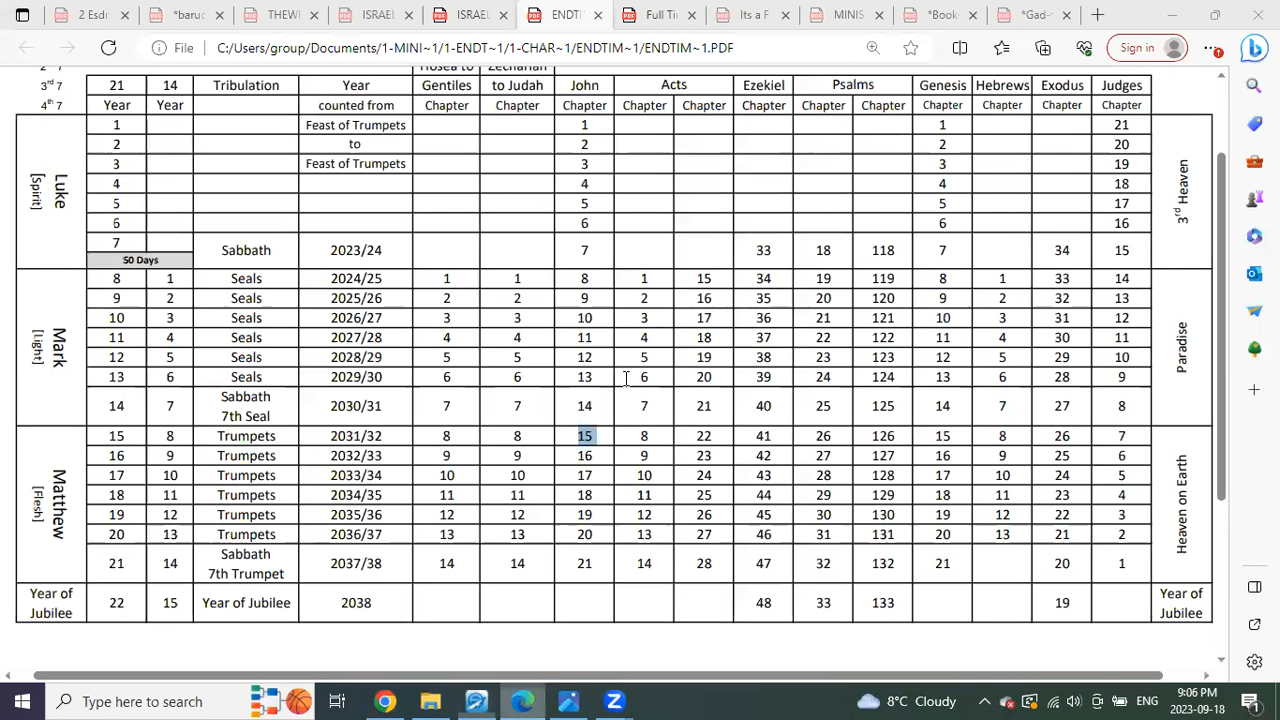 2 Esdr
*baruc
THEWI
ISRAEL
ISRAEL
ENDTI
Full Tim
Its a
MINIS
*Book
*Gad-
File C:/Users/group/Documents/1-MINI~1/1-ENDT~1/1-CHAR~1/ENDTIM~1/ENDTIM~1.PDF Sign in
Hosea to Zechariah
3rd 7 21 14 Tribulation Year Gentiles to Judah John Acts Ezekiel Psalms Genesis Hebrews Exodus Judges
4th 7 Year Year counted from Chapter Chapter Chapter Chapter Chapter Chapter Chapter Chapter Chapter Chapter Chapter Chapter
Luke
[Spirit]
1 Feast of Trumpets 1 1 21
2 to 2 2 20
3 Feast of Trumpets 3 3 19
4 4 4 18
5 5 5 17
6 6 6 16
7 Sabbath 2023/24 7 33 18 118 7 34 15
50 Days
3rd Heaven
Mark
[Light]
8 1 Seals 2024/25 1 1 8 1 15 34 19 119 8 1 33 14
9 2 Seals 2025/26 2 2 9 2 16 35 20 120 9 2 32 13
10 3 Seals 2026/27 3 3 10 3 17 36 21 121 10 3 31 12
11 4 Seals 2027/28 4 4 11 4 18 37 22 122 11 4 30 11
12 5 Seals 2028/29 5 5 12 5 19 38 23 123 12 5 29 10
13 6 Seals 2029/30 6 6 13 6 20 39 24 124 13 6 28 9
14 7 Sabbath 7th Seal 2030/31 7 7 14 7 21 40 25 125 14 7 27 8
Paradise
Matthew
[Flesh]
15 8 Trumpets 2031/32 8 8 15 8 22 41 26 126 15 8 26 7
16 9 Trumpets 2032/33 9 9 16 9 23 42 27 127 16 9 25 6
17 10 Trumpets 2033/34 10 10 17 10 24 43 28 128 17 10 24 5
18 11 Trumpets 2034/35 11 11 18 11 25 44 29 129 18 11 23 4
19 12 Trumpets 2035/36 12 12 19 12 26 45 30 130 19 12 22 3
20 13 Trumpets 2036/37 13 13 20 13 27 46 31 131 20 13 21 2
21 14 Sabbath 7th Trumpet 2037/38 14 14 21 14 28 47 32 132 21 20 1
Heaven on Earth
Year of Jubilee 22 15 Year of Jubilee 2038 48 33 133 19 Year of Jubilee
Type here to search 8°C Cloudy ENG 9:06 PM
2023-09-18